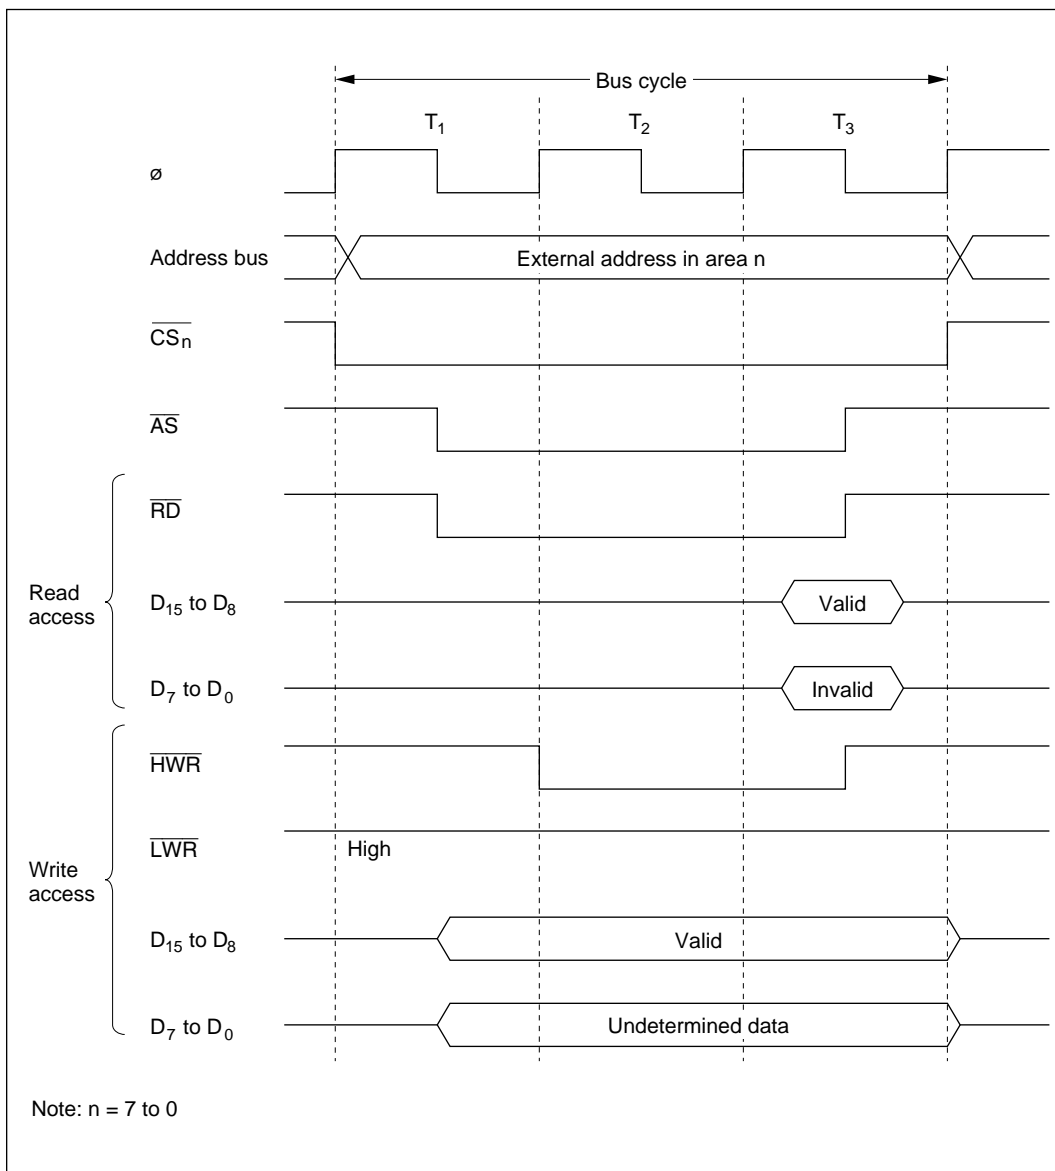 Bus cycle
T1 T2 T3
ø
Address bus External address in area n
CSn
AS
RD
Read access
D15 to D8 Valid
D7 to D0 Invalid
HWR
LWR High
Write access
D15 to D8 Valid
D7 to D0 Undetermined data
Note: n = 7 to 0